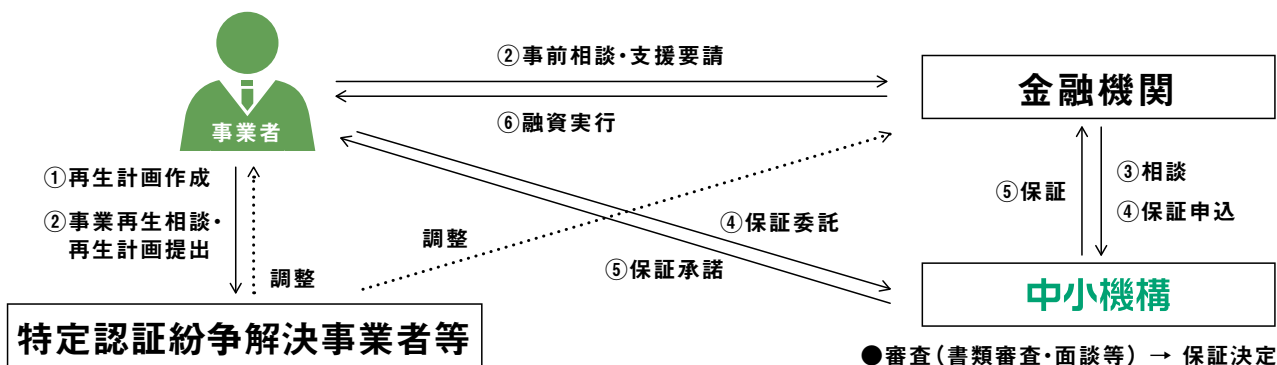 ②事前相談・支援要請
金融機関
事業者
⑥融資実行
①再生計画作成
②事業再生相談・
再生計画提出
調整
調整
④保証委託
⑤保証承諾
⑤保証
③相談
④保証申込
中小機構
特定認証紛争解決事業者等
●審査(書類審査・面談等) → 保証決定